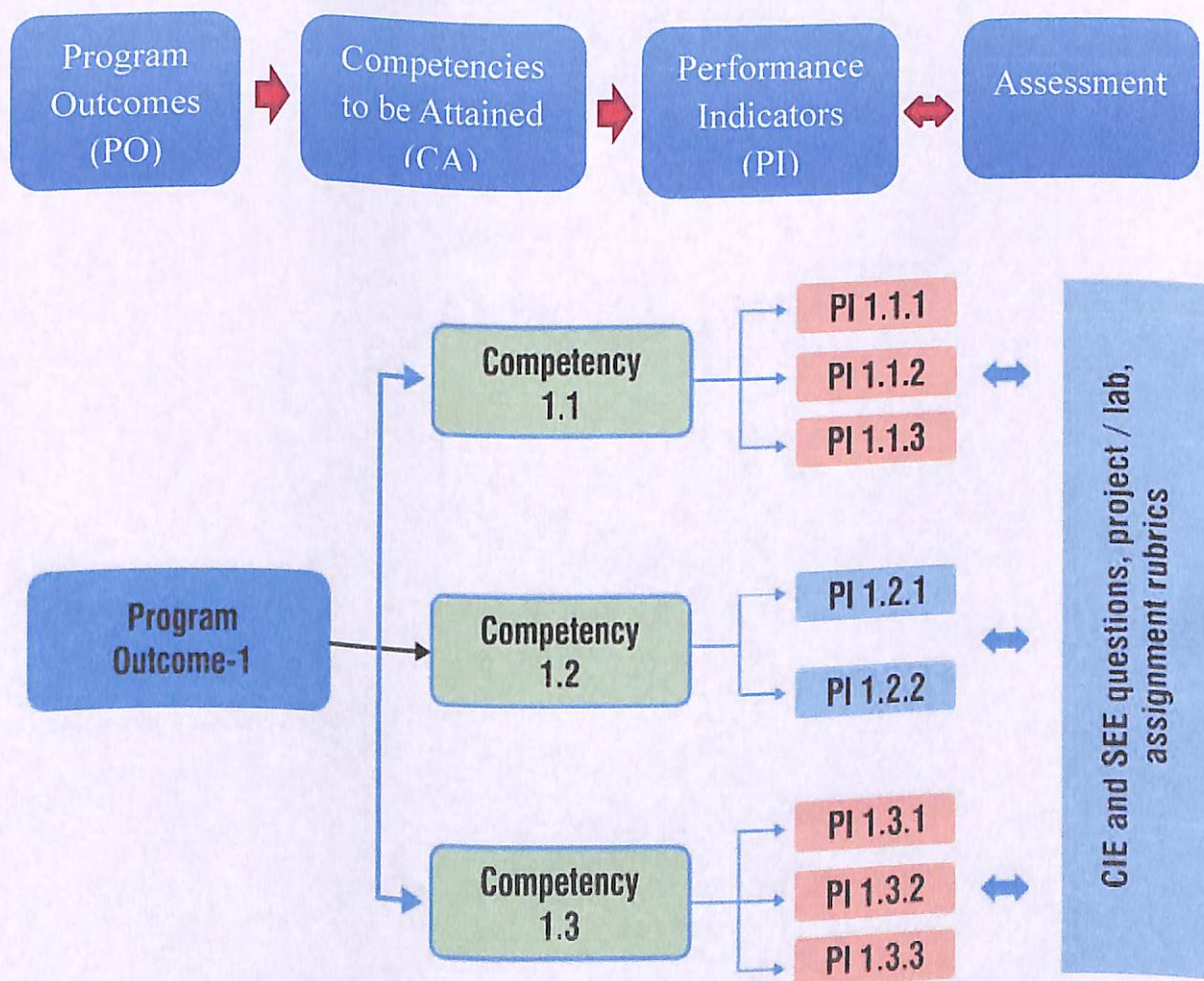 Program
Outcomes
(PO)
Competencies
to be Attained
(CA)
Performance
Indicators
(PI)
Assessment
PI 1.1.1
Competency
1.1
PI 1.1.2
PI 1.1.3
Program
Outcome-1
Competency
1.2
PI 1.2.1
PI 1.2.2
Competency
1.3
PI 1.3.1
PI 1.3.2
PI 1.3.3
CIE and SEE questions, project / lab,
assignment rubrics